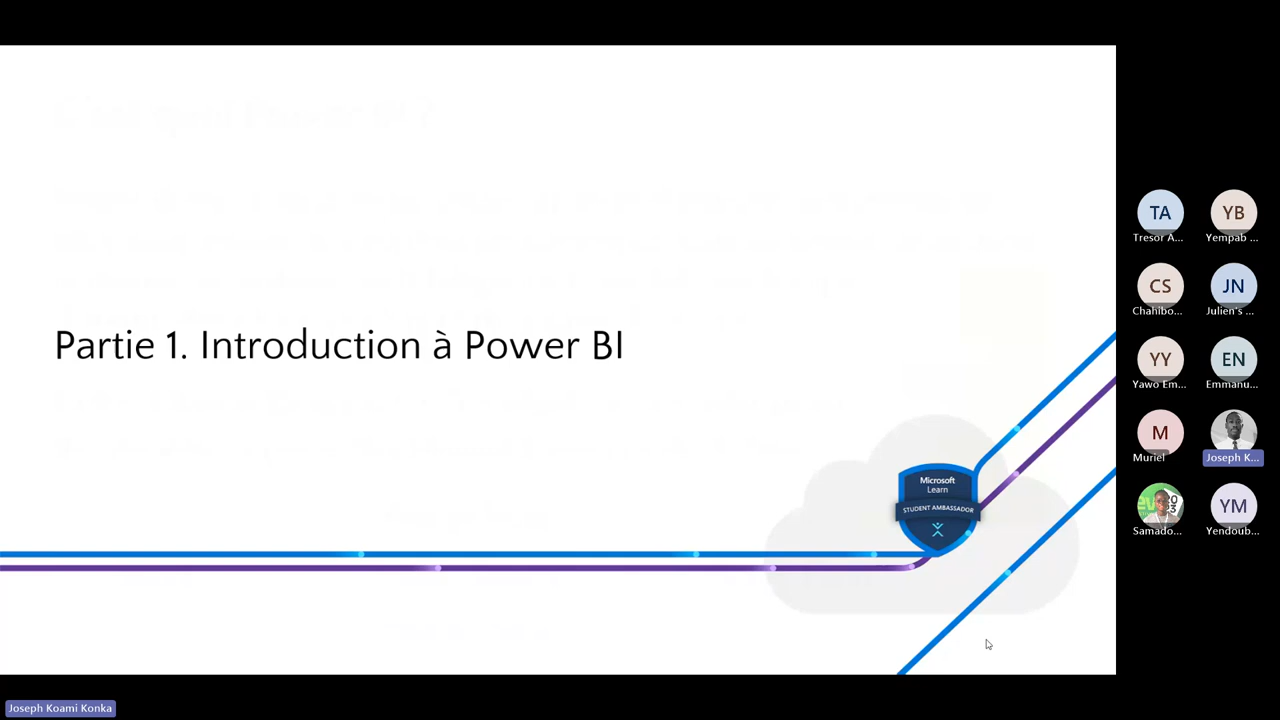 Partie 1. Introduction à Power BI
Microsoft
Learn
STUDENT AMBASSADOR
TA
Tresor A...
YB
Yempab ...
CS
Chahibo...
JN
Julien's ...
YY
Yawo Em...
EN
Emmanu...
M
Muriel
Joseph K...
Samado...
YM
Yendoub...
Joseph Koami Konka